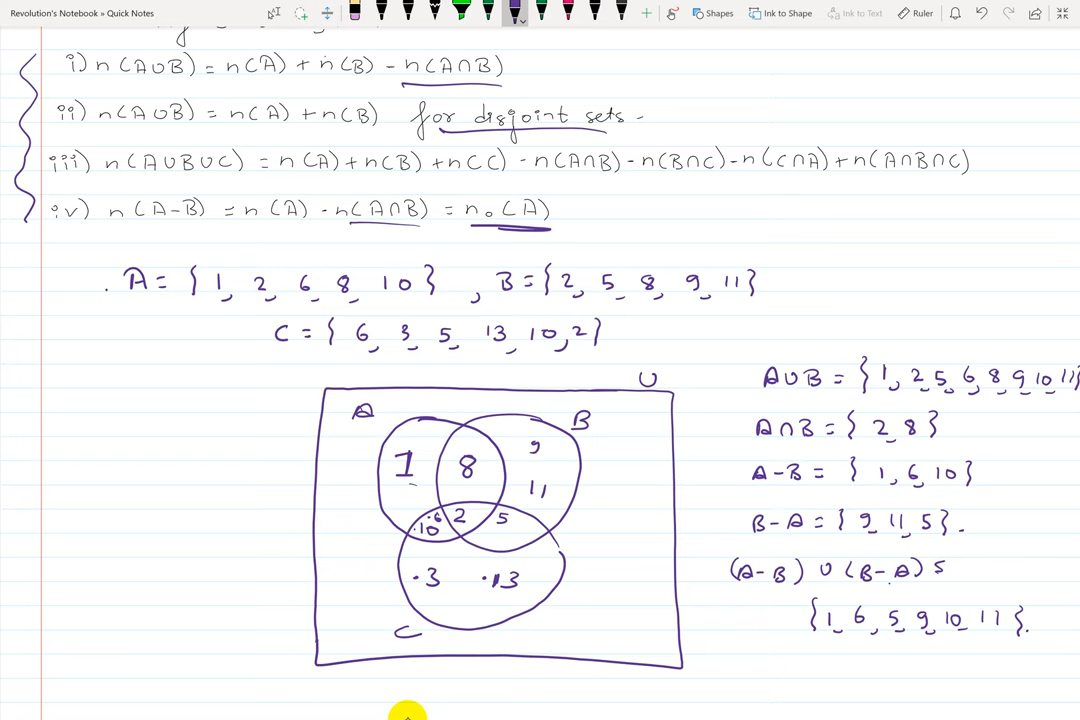 Revolution's Notebook » Quick Notes
Shapes
Ink to Shape
Ink to Text
Ruler
i) n(A∪B) = n(A) + n(B) - n(A∩B)
ii) n(A∪B) = n(A) + n(B) for disjoint sets -
iii) n(A∪B∪C) = n(A) + n(B) + n(C) - n(A∩B) - n(B∩C) - n(C∩A) + n(A∩B∩C)
iv) n(A-B) = n(A) - n(A∩B) = n₀(A)
. A = { 1, 2, 6, 8, 10 } , B = { 2, 5, 8, 9, 11 }
C = { 6, 3, 5, 13, 10, 2 }
U
A
B
1
8
9
11
6
10
2
5
.3
.13
C
A∪B = { 1, 2, 5, 6, 8, 9, 10, 11 }
A∩B = { 2, 8 }
A-B = { 1, 6, 10 }
B-A = { 9, 11, 5 }.
(A-B) ∪ (B-A) 5
{ 1, 6, 5, 9, 10, 11 }.